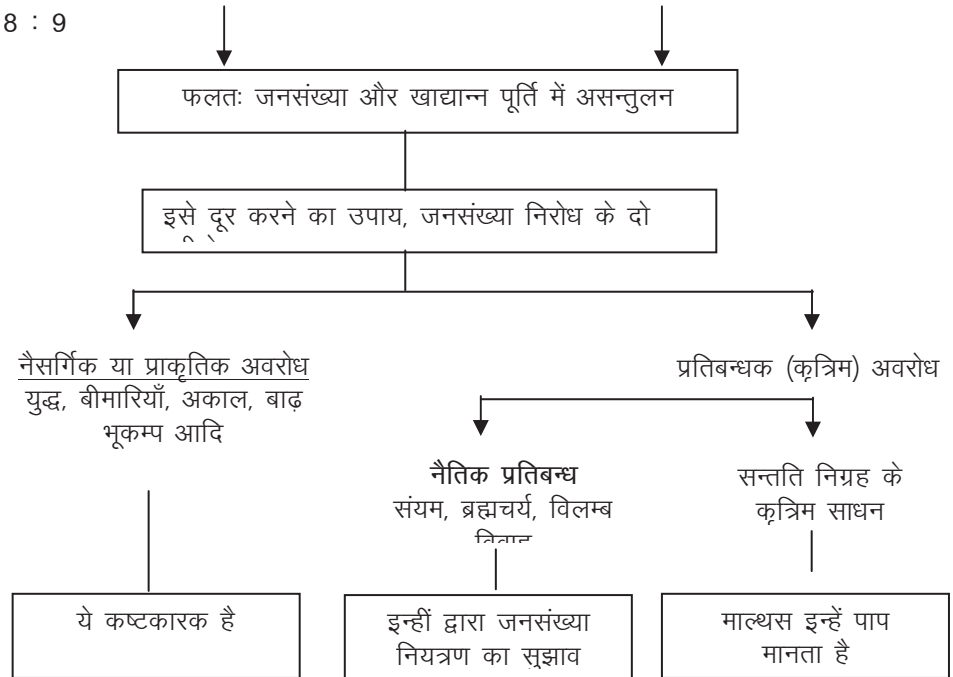 8 : 9
फलतः जनसंख्या और खाद्यान्न पूर्ति में असन्तुलन
इसे दूर करने का उपाय, जनसंख्या निरोध के दो
नैसर्गिक या प्राकृतिक अवरोध
युद्ध, बीमारियाँ, अकाल, बाढ़
भूकम्प आदि
प्रतिबन्धक (कृत्रिम) अवरोध
नैतिक प्रतिबन्ध
संयम, ब्रह्मचर्य, विलम्ब
सन्तति निग्रह के
कृत्रिम साधन
ये कष्टकारक है
इन्हीं द्वारा जनसंख्या
नियत्रण का सुझाव
माल्थस इन्हें पाप
मानता है